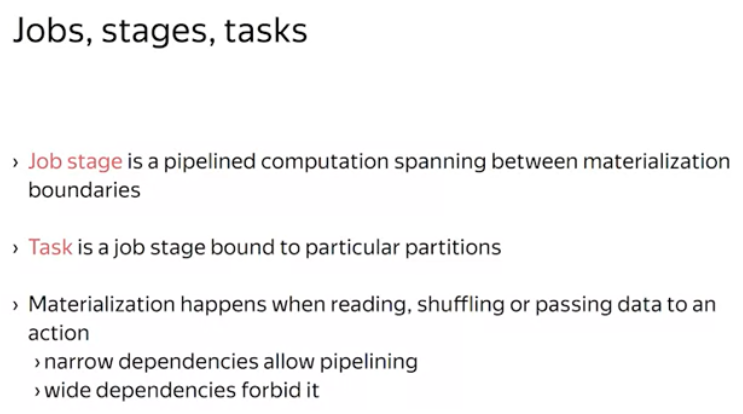 Jobs, stages, tasks
› Job stage is a pipelined computation spanning between materialization
boundaries
› Task is a job stage bound to particular partitions
› Materialization happens when reading, shuffling or passing data to an
action
› narrow dependencies allow pipelining
› wide dependencies forbid it